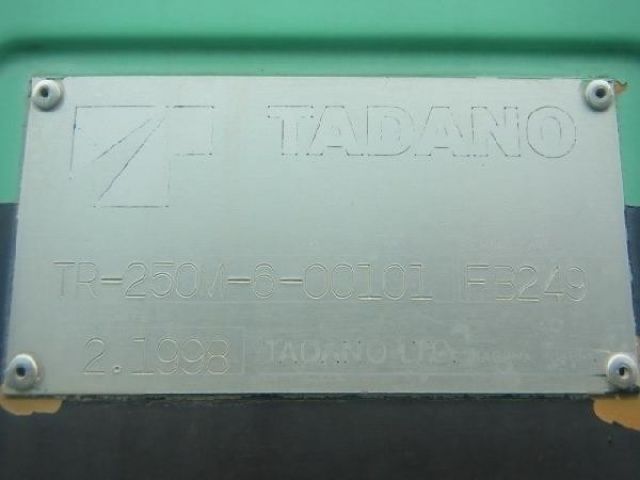 TADANO
TR-250M-6-00101 FB249
2.1998 TADANO LTD.